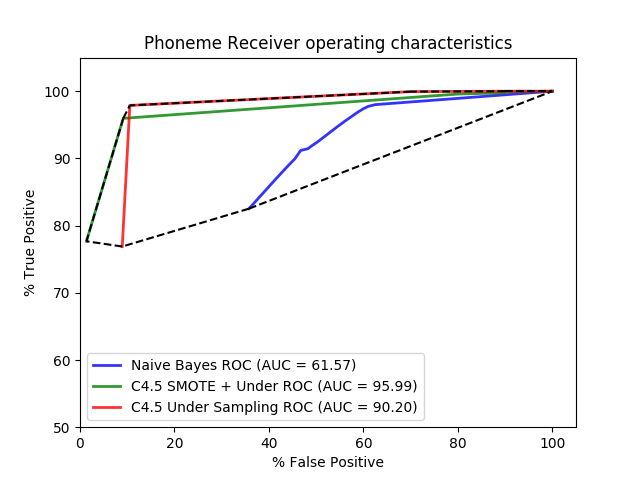 Phoneme Receiver operating characteristics
% True Positive
100
90
80
70
60
50
Naive Bayes ROC (AUC = 61.57)
C4.5 SMOTE + Under ROC (AUC = 95.99)
C4.5 Under Sampling ROC (AUC = 90.20)
0 20 40 60 80 100
% False Positive